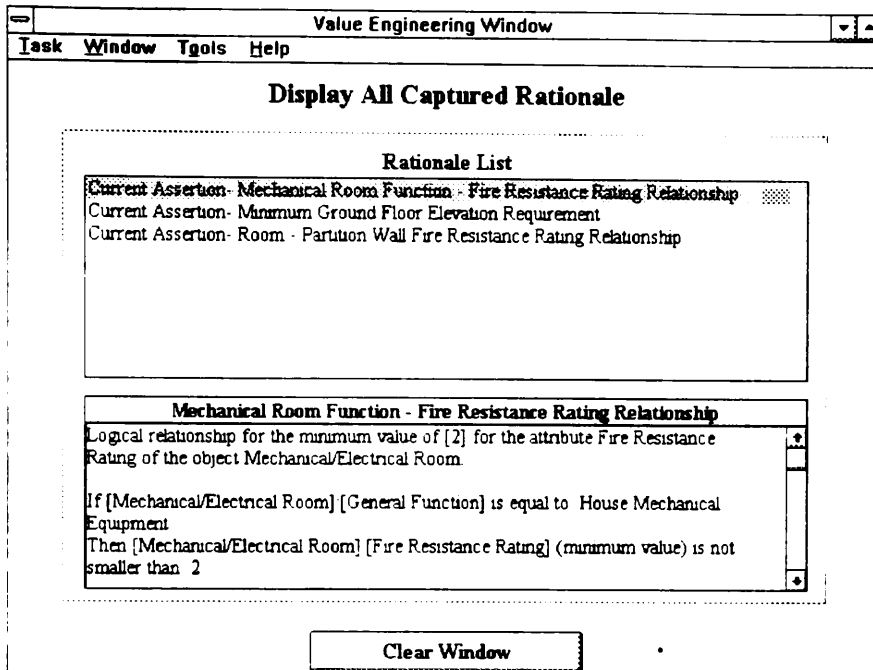 Value Engineering Window
Task Window Tools Help
Display All Captured Rationale
Rationale List
Current Assertion- Mechanical Room Function - Fire Resistance Rating Relationship
Current Assertion- Minimum Ground Floor Elevation Requirement
Current Assertion- Room - Partition Wall Fire Resistance Rating Relationship
Mechanical Room Function - Fire Resistance Rating Relationship
Logical relationship for the minimum value of [2] for the attribute Fire Resistance
Rating of the object Mechanical/Electrical Room.
If [Mechanical/Electrical Room] [General Function] is equal to House Mechanical
Equipment
Then [Mechanical/Electrical Room] [Fire Resistance Rating] (minimum value) is not
smaller than 2
Clear Window